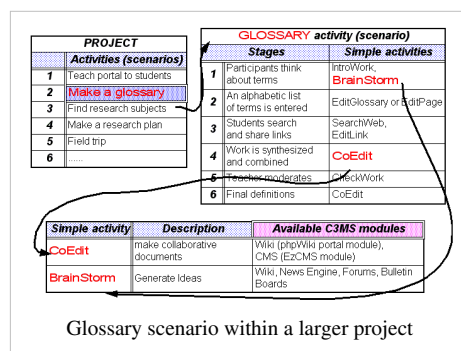 PROJECT
Activities (scenarios)
1 Teach portal to students
2 Make a glossary
3 Find research subjects
4 Make a research plan
5 Field trip
6 ......
GLOSSARY activity (scenario)
Stages Simple activities
1 Participants think about terms IntroWork, BrainStorm
2 An alphabetic list of terms is entered EditGlossary or EditPage
3 Students search and share links SearchWeb, EditLink
4 Work is synthesized and combined CoEdit
5 Teacher moderates CheckWork
6 Final definitions CoEdit
Simple activity Description Available C3MS modules
CoEdit make collaborative documents Wiki (phpWiki portal module), CMS (EzCMS module)
BrainStorm Generate Ideas Wiki, News Engine, Forums, Bulletin Boards
Glossary scenario within a larger project